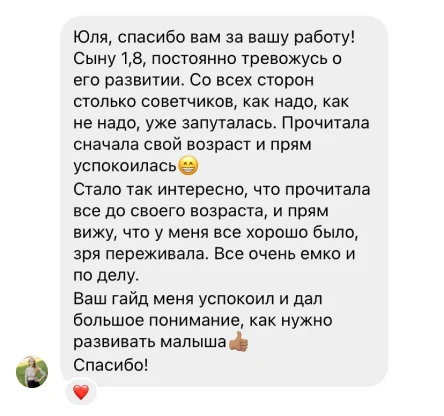 Юля, спасибо вам за вашу работу!
Сыну 1,8, постоянно тревожусь о
его развитии. Со всех сторон
столько советчиков, как надо, как
не надо, уже запуталась. Прочитала
сначала свой возраст и прям
успокоилась😁
Стало так интересно, что прочитала
все до своего возраста, и прям
вижу, что у меня все хорошо было,
зря переживала. Все очень емко и
по делу.
Ваш гайд меня успокоил и дал
большое понимание, как нужно
развивать малыша👍🏽
Спасибо!